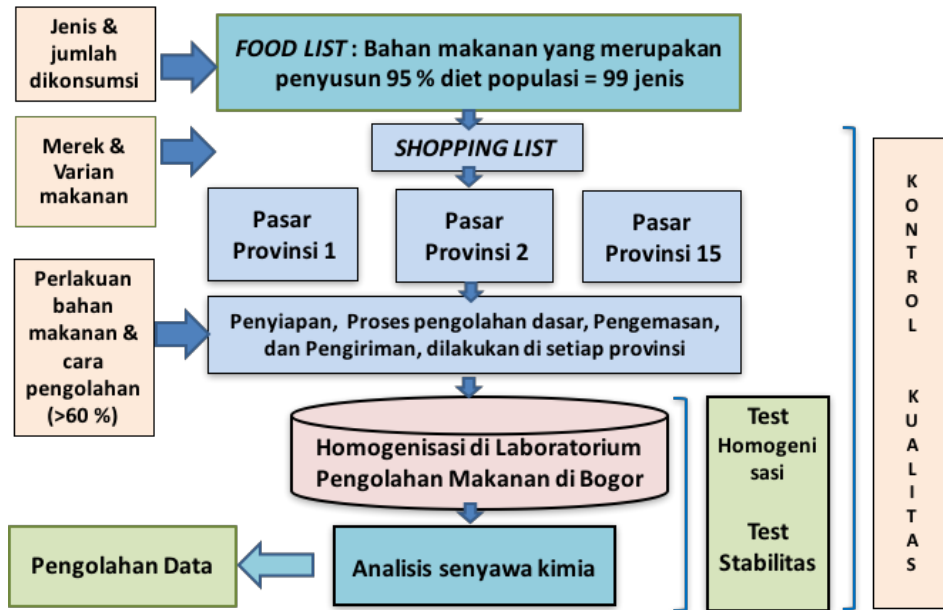 Jenis &
jumlah
dikonsumsi
FOOD LIST : Bahan makanan yang merupakan
penyusun 95 % diet populasi = 99 jenis
Merek &
Varian
makanan
SHOPPING LIST
Pasar
Provinsi 1
Pasar
Provinsi 2
Pasar
Provinsi 15
Perlakuan
bahan
makanan &
cara
pengolahan
(>60 %)
Penyiapan, Proses pengolahan dasar, Pengemasan,
dan Pengiriman, dilakukan di setiap provinsi
Homogenisasi di Laboratorium
Pengolahan Makanan di Bogor
Test
Homogeni
sasi
Test
Stabilitas
K
O
N
T
R
O
L
K
U
A
L
I
T
A
S
Analisis senyawa kimia
Pengolahan Data